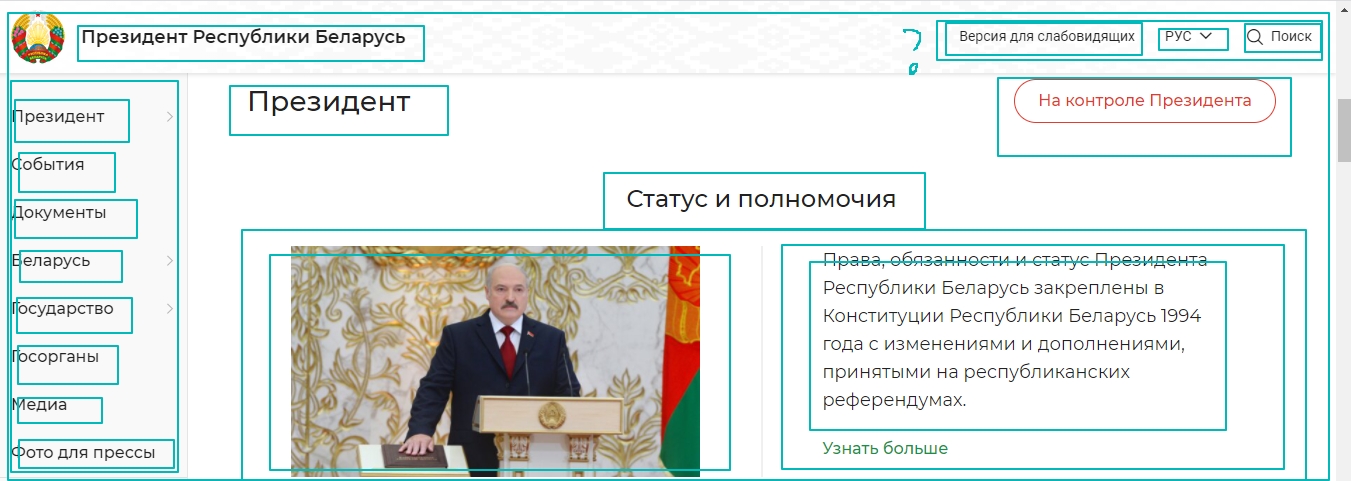 Президент Республики Беларусь
Версия для слабовидящих РУС Поиск
Президент
События
Документы
Беларусь
Государство
Госорганы
Медиа
Фото для прессы
Президент
На контроле Президента
Статус и полномочия
Права, обязанности и статус Президента
Республики Беларусь закреплены в
Конституции Республики Беларусь 1994
года с изменениями и дополнениями,
принятыми на республиканских
референдумах.
Узнать больше